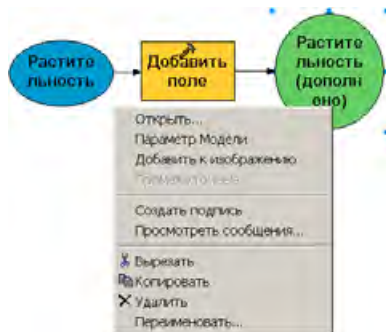 Растите
льность
Добавить
поле
Растите
льность
(дополн
ено)
Открыть...
Параметр Модели
Добавить к изображению
Создать подпись
Просмотреть сообщения...
Вырезать
Копировать
Удалить
Переименовать...